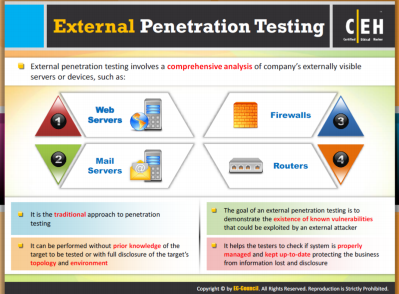 External Penetration Testing
C|EH
Certified Ethical Hacker
External penetration testing involves a comprehensive analysis of company's externally visible
servers or devices, such as:
1
Web
Servers
Firewalls
3
2
Mail
Servers
Routers
4
It is the traditional approach to penetration
testing
The goal of an external penetration testing is to
demonstrate the existence of known vulnerabilities
that could be exploited by an external attacker
It can be performed without prior knowledge of the
target to be tested or with full disclosure of the target's
topology and environment
It helps the testers to check if system is properly
managed and kept up-to-date protecting the business
from information lost and disclosure
Copyright © by EC-Council. All Rights Reserved. Reproduction is Strictly Prohibited.